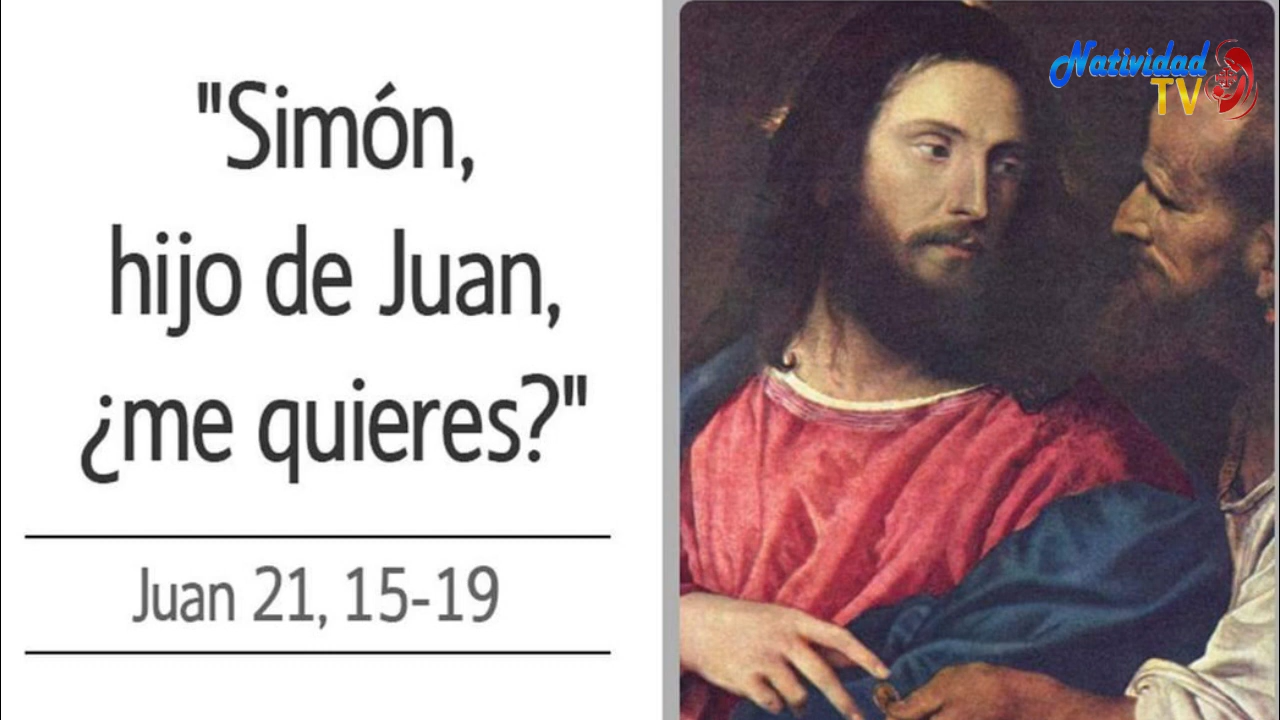 "Simón,
hijo de Juan,
¿me quieres?"
Juan 21, 15-19
Natividad
TV